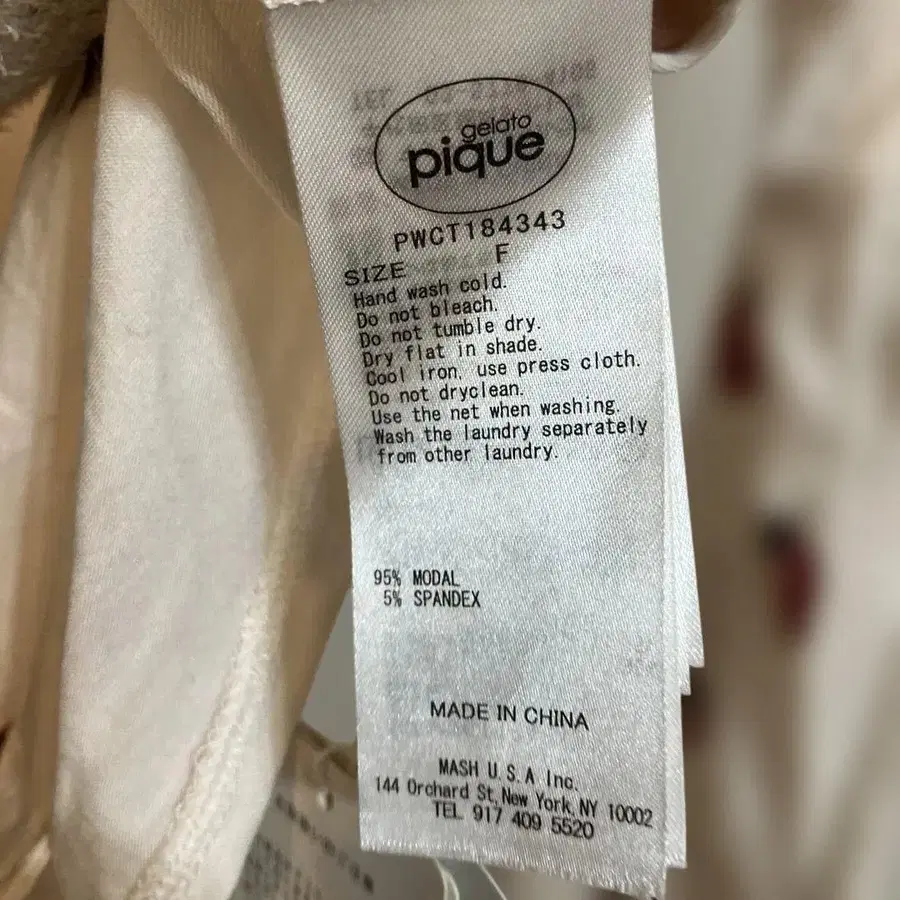 gelato
pique
PWCT184343
SIZE F
Hand wash cold.
Do not bleach.
Do not tumble dry.
Dry flat in shade.
Cool iron, use press cloth.
Do not dryclean.
Use the net when washing.
Wash the laundry separately
from other laundry.
95% MODAL
5% SPANDEX
MADE IN CHINA
MASH U.S.A Inc.
144 Orchard St, New York, NY 10002
TEL 917 409 5520